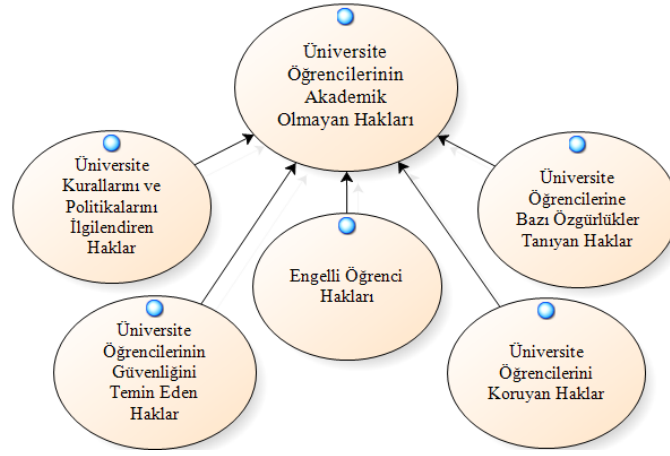 Üniversite
Öğrencilerinin
Akademik
Olmayan Hakları
Üniversite
Kurallarını ve
Politikalarını
İlgilendiren
Haklar
Üniversite
Öğrencilerine
Bazı Özgürlükler
Tanıyan Haklar
Engelli Öğrenci
Hakları
Üniversite
Öğrencilerinin
Güvenliğini
Temin Eden
Haklar
Üniversite
Öğrencilerini
Koruyan Haklar